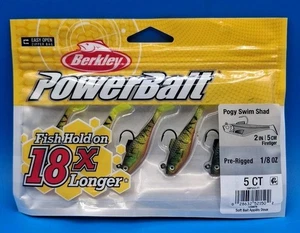 EASY OPEN
ZIPPER BAG
Berkley
PowerBait
Pogy Swim Shad
2 IN | 5 CM
Firetiger
Fish Hold on
18X
Longer
Pre-Rigged 1/8 OZ
5 CT